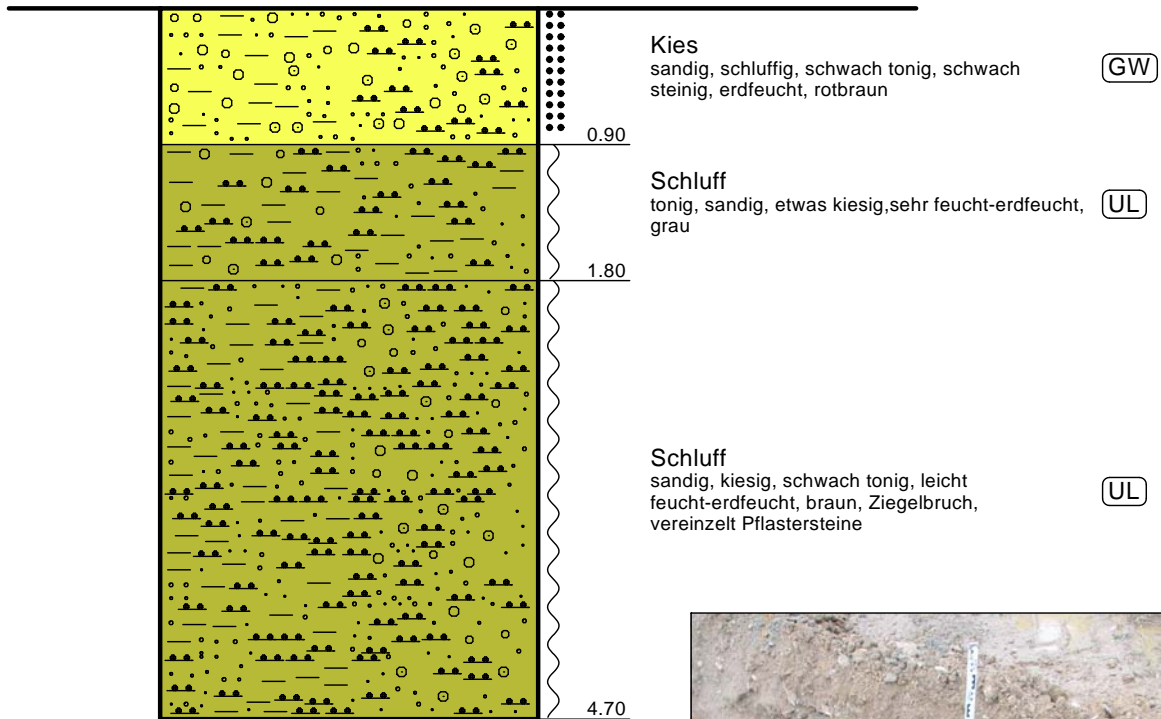 Kies
sandig, schluffig, schwach tonig, schwach
steinig, erdfeucht, rotbraun
GW
0.90
Schluff
tonig, sandig, etwas kiesig,sehr feucht-erdfeucht,
grau
UL
1.80
Schluff
sandig, kiesig, schwach tonig, leicht
feucht-erdfeucht, braun, Ziegelbruch,
vereinzelt Pflastersteine
UL
4.70